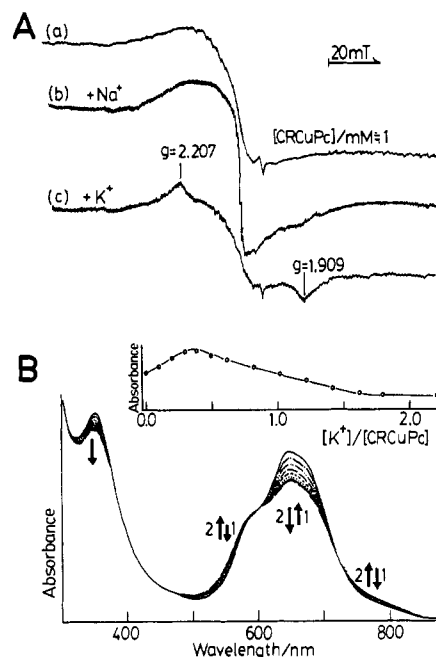 A
(a)
20mT
(b) +Na⁺
[CRCuPc]/mM≒1
g=2.207
(c) +K⁺
g=1.909
B
Absorbance
0.0 1.0 2.0
[K⁺]/[CRCuPc]
Absorbance
2 1
2 1
2 1
400 600 800
Wavelength/nm